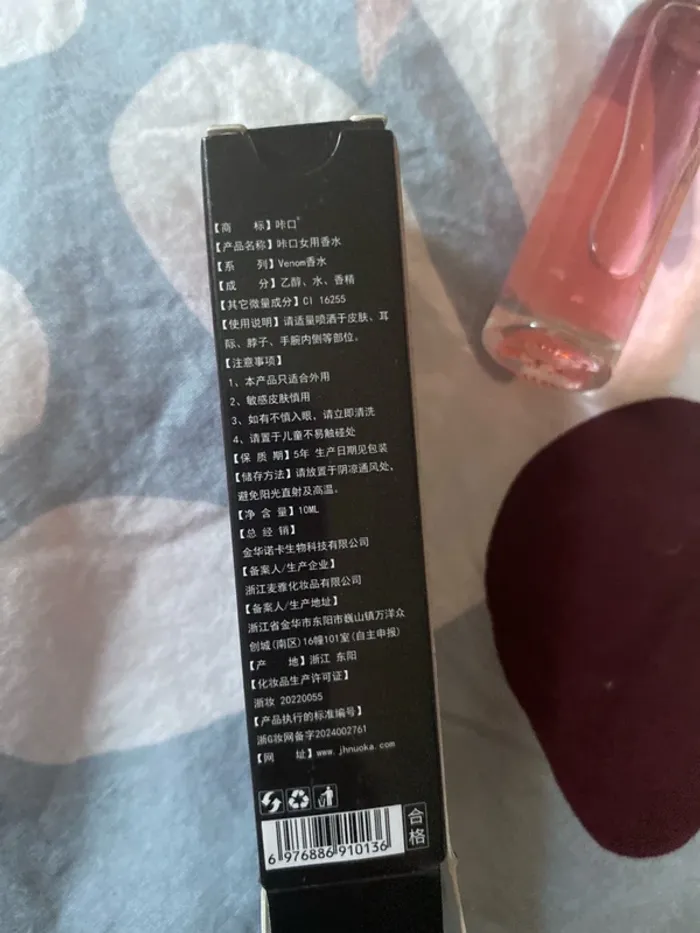 【商 标】咔口®
【产品名称】咔口女用香水
【系 列】Venom香水
【成 分】乙醇、水、香精
【其它微量成分】CI 16255
【使用说明】请适量喷洒于皮肤、耳
际、脖子、手腕内侧等部位。
【注意事项】
1、本产品只适合外用
2、敏感皮肤慎用
3、如有不慎入眼，请立即清洗
4、请置于儿童不易触碰处
【保 质 期】5年 生产日期见包装
【储存方法】请放置于阴凉通风处，
避免阳光直射及高温。
【净 含 量】10ML
【总 经 销】
金华诺卡生物科技有限公司
【备案人/生产企业】
浙江麦雅化妆品有限公司
【备案人/生产地址】
浙江省金华市东阳市巍山镇万洋众
创城(南区)16幢101室(自主申报)
【产 地】浙江 东阳
【化妆品生产许可证】
浙妆 20220055
【产品执行的标准编号】
浙G妆网备字2024002761
【网 址】www.jhnuoka.com
合格
6 976886 910136